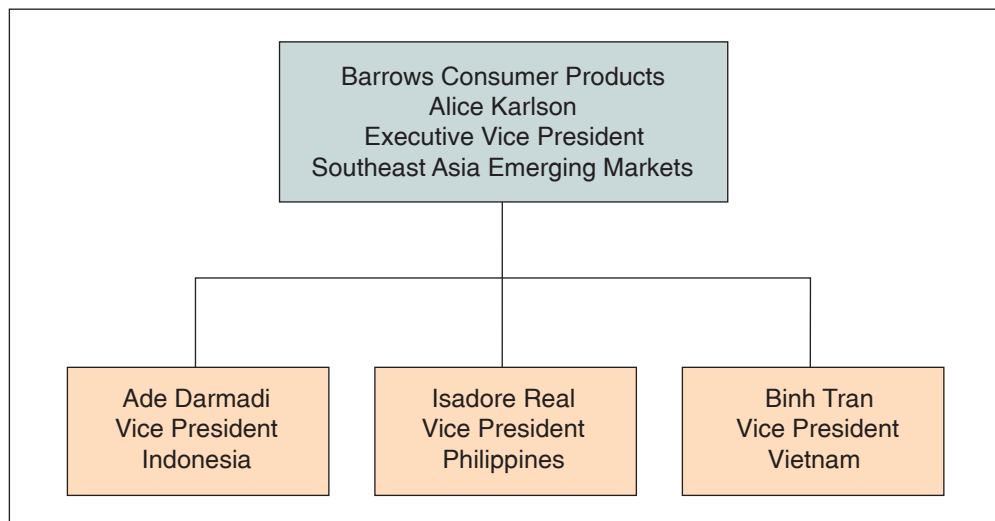 Barrows Consumer Products
Alice Karlson
Executive Vice President
Southeast Asia Emerging Markets
Ade Darmadi
Vice President
Indonesia
Isadore Real
Vice President
Philippines
Binh Tran
Vice President
Vietnam